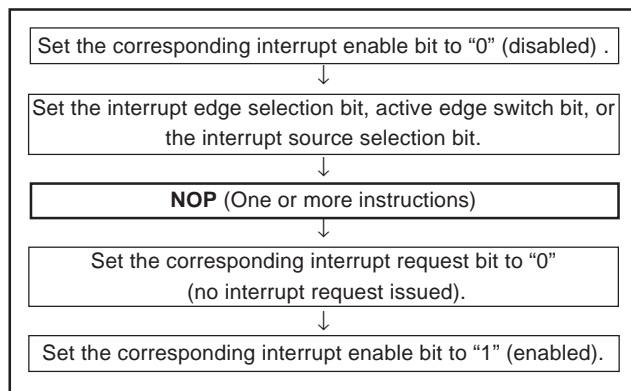 Set the corresponding interrupt enable bit to “0” (disabled) .
↓
Set the interrupt edge selection bit, active edge switch bit, or
the interrupt source selection bit.
↓
NOP (One or more instructions)
↓
Set the corresponding interrupt request bit to “0”
(no interrupt request issued).
↓
Set the corresponding interrupt enable bit to “1” (enabled).